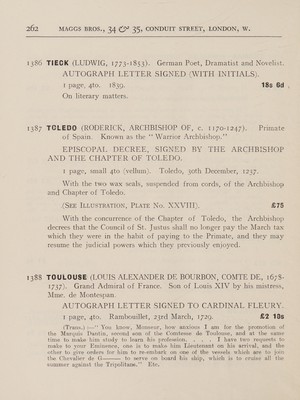 262 MAGGS BROS., 34 & 35, CONDUIT STREET, LONDON, W.
1386 TIECK (LUDWIG, 1773-1853). German Poet, Dramatist and Novelist.
AUTOGRAPH LETTER SIGNED (WITH INITIALS).
1 page, 4to. 1839. 18s 6d
On literary matters.
1387 TOLEDO (RODERICK, ARCHBISHOP OF, c. 1170-1247). Primate
of Spain. Known as the "Warrior Archbishop."
EPISCOPAL DECREE, SIGNED BY THE ARCHBISHOP
AND THE CHAPTER OF TOLEDO.
1 page, small 4to (vellum). Toledo, 30th December, 1237.
With the two wax seals, suspended from cords, of the Archbishop
and Chapter of Toledo.
(SEE ILLUSTRATION, PLATE NO. XXVIII). £75
With the concurrence of the Chapter of Toledo, the Archbishop
decrees that the Council of St. Justus shall no longer pay the March tax
which they were in the habit of paying to the Primate, and they may
resume the judicial powers which they previously enjoyed.
1388 TOULOUSE (LOUIS ALEXANDER DE BOURBON, COMTE DE, 1678-
1737). Grand Admiral of France. Son of Louis XIV by his mistress,
Mme. de Montespan.
AUTOGRAPH LETTER SIGNED TO CARDINAL FLEURY.
1 page, 4to. Rambouillet, 23rd March, 1729. £2 10s
(Trans.):—"You know, Monsieur, how anxious I am for the promotion of
the Marquis Dantin, second son of the Comtesse de Toulouse, and at the same
time to make him study to learn his profession. . . . I have two requests to
make to your Eminence, one is to make him Lieutenant on his arrival, and the
other to give orders for him to re-embark on one of the vessels which are to join
the Chevalier de G—— to serve on board his ship, which is to cruise all the
summer against the Tripolitans." Etc.